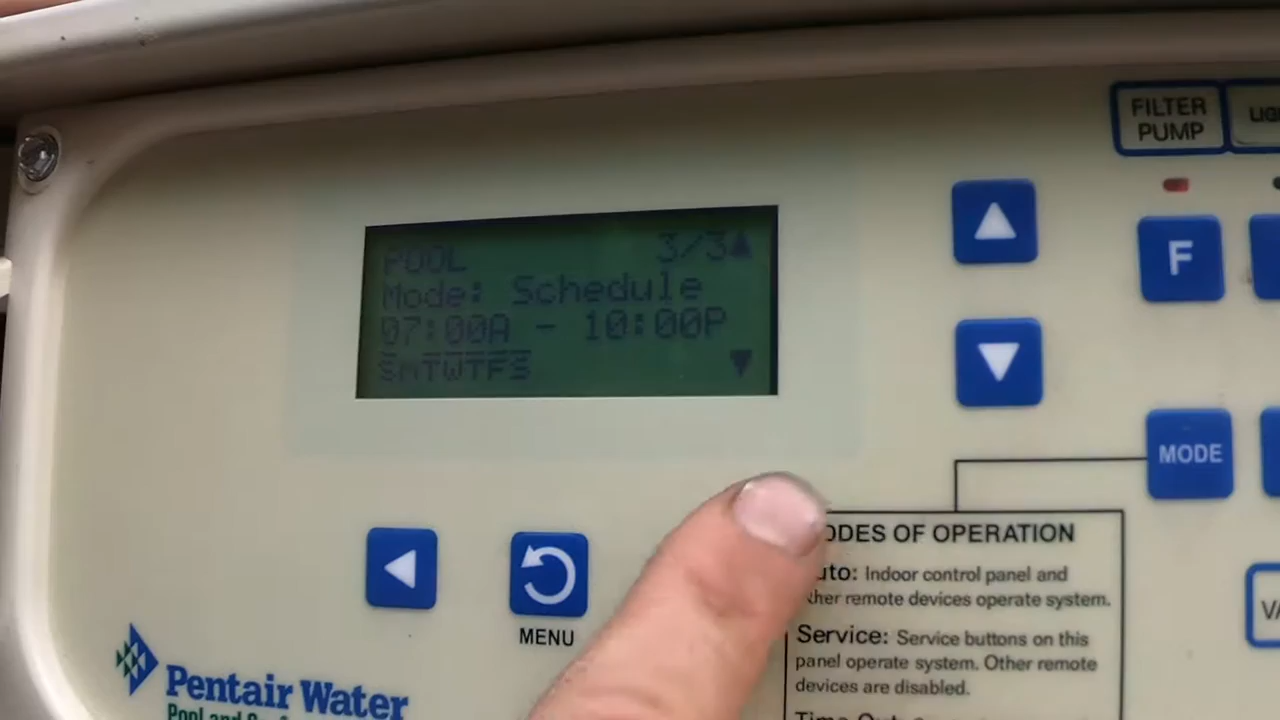 FILTER
PUMP
POOL 3/3▲
Mode: Schedule
07:00A - 10:00P
SMTWTFS ▼
F
MODE
MENU
ODES OF OPERATION
uto: Indoor control panel and
ther remote devices operate system.
Service: Service buttons on this
panel operate system. Other remote
devices are disabled.
Pentair Water
Pool and